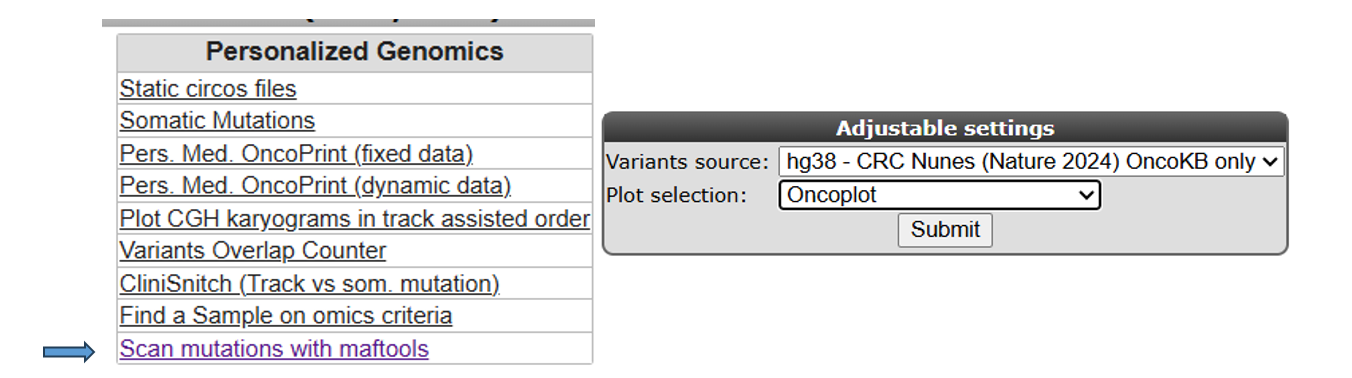 Personalized Genomics
Static circos files
Somatic Mutations
Pers. Med. OncoPrint (fixed data)
Pers. Med. OncoPrint (dynamic data)
Plot CGH karyograms in track assisted order
Variants Overlap Counter
CliniSnitch (Track vs som. mutation)
Find a Sample on omics criteria
Scan mutations with maftools
Adjustable settings
Variants source: hg38 - CRC Nunes (Nature 2024) OncoKB only
Plot selection: Oncoplot
Submit